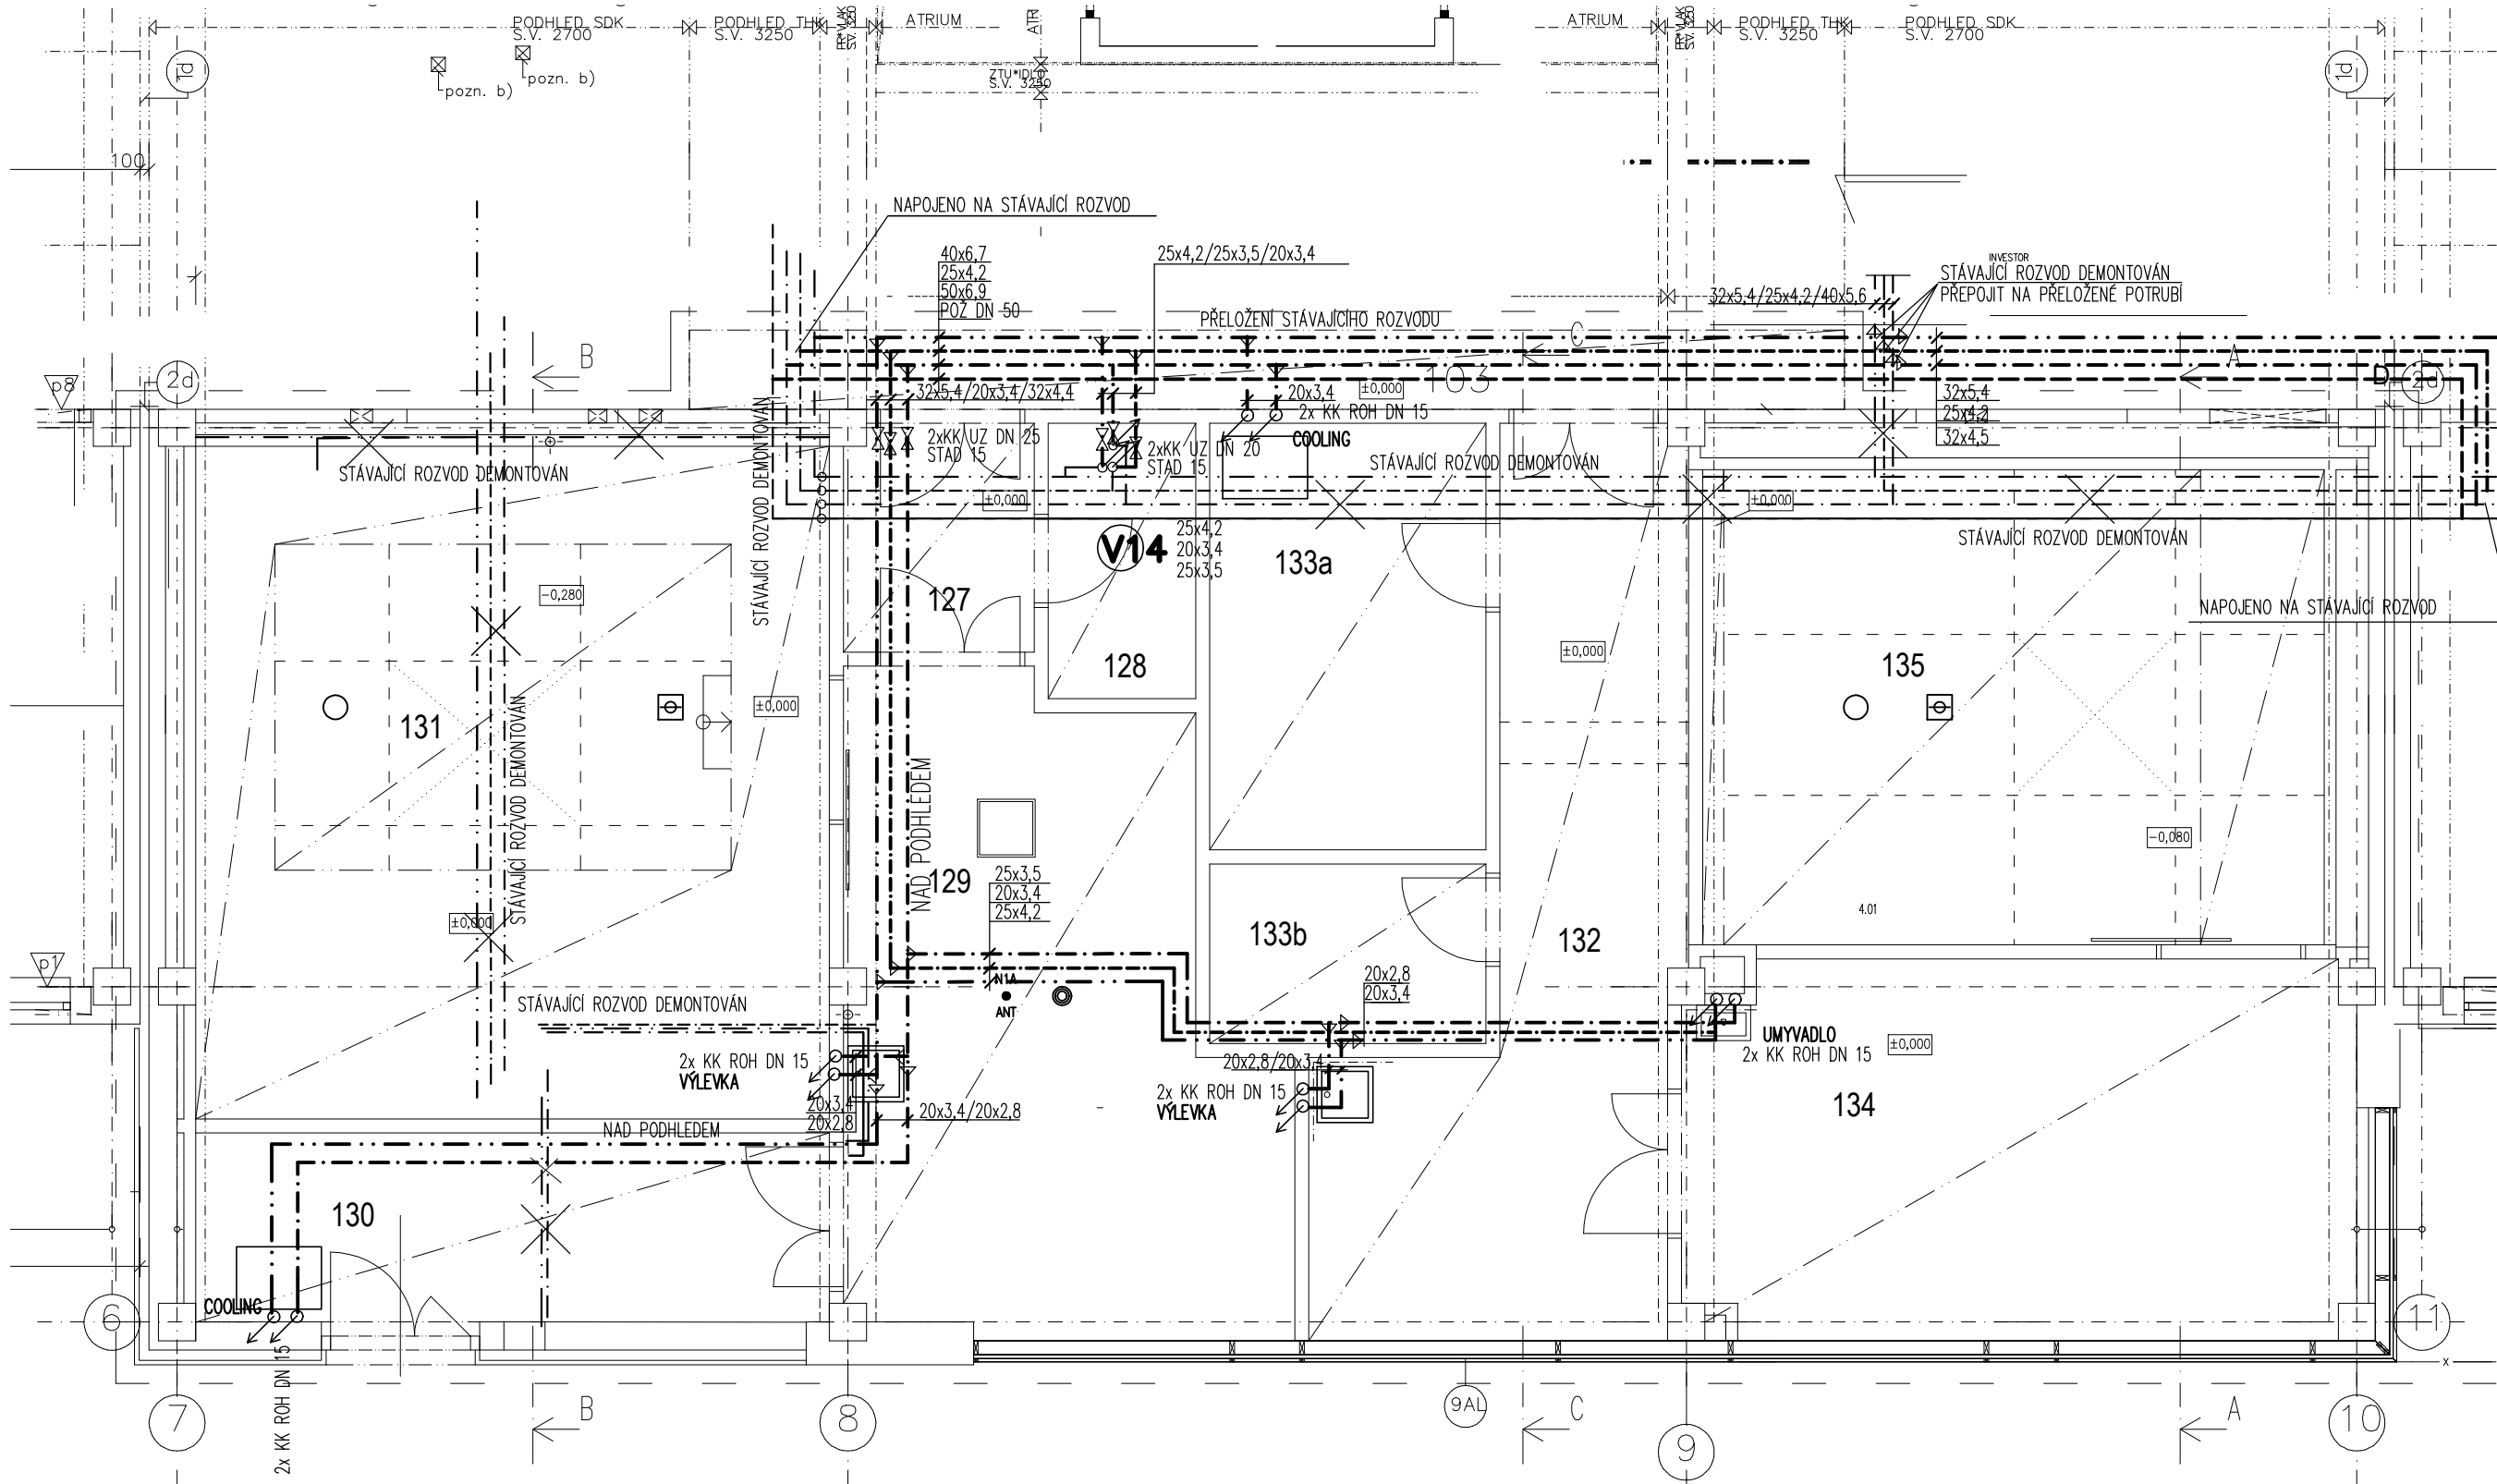 PODHLED SDK
S.V. 2700
PODHLED THK
S.V. 3250
PRŮVLAK
S.V. 3250
ATRIUM
ATRI
ATRIUM
S.V. 3250
PODHLED THK
S.V. 3250
PODHLED SDK
S.V. 2700
1d
pozn. b)
pozn. b)
ZTU*IDLO
S.V. 3250
1d
100
NAPOJENO NA STÁVAJÍCÍ ROZVOD
40x6,7
25x4,2
50x6,9
POŽ DN 50
25x4,2/25x3,5/20x3,4
INVESTOR
STÁVAJÍCÍ ROZVOD DEMONTOVÁN
PŘEPOJIT NA PŘELOŽENÉ POTRUBÍ
32x5,4/25x4,2/40x5,6
PŘELOŽENÍ STÁVAJÍCÍHO ROZVODU
B
C
A
p8
2d
103
±0,000
D
2d
32x5,4/20x3,4/32x4,4
20x3,4
2x KK ROH DN 15
COOLING
32x5,4
25x4,2
32x4,5
2xKK UZ DN 25
STAD 15
2xKK UZ DN 20
STAD 15
STÁVAJÍCÍ ROZVOD DEMONTOVÁN
STÁVAJÍCÍ ROZVOD DEMONTOVÁN
STÁVAJÍCÍ ROZVOD DEMONTOVÁN
±0,000
±0,000
V14
25x4,2
20x3,4
25x3,5
133a
STÁVAJÍCÍ ROZVOD DEMONTOVÁN
-0,280
127
NAPOJENO NA STÁVAJÍCÍ ROZVOD
128
±0,000
135
131
±0,000
STÁVAJÍCÍ ROZVOD DEMONTOVÁN
NAD PODHLEDEM
-0,080
129
25x3,5
20x3,4
25x4,2
±0,000
4.01
133b
132
p1
N1A
ANT
20x2,8
20x3,4
STÁVAJÍCÍ ROZVOD DEMONTOVÁN
UMYVADLO
2x KK ROH DN 15
±0,000
2x KK ROH DN 15
VÝLEVKA
20x2,8/20x3,4
2x KK ROH DN 15
VÝLEVKA
20x3,4
20x2,8
20x3,4/20x2,8
134
NAD PODHLEDEM
130
COOLING
2x KK ROH DN 15
6
11
x
7
B
8
9AL
C
9
A
10